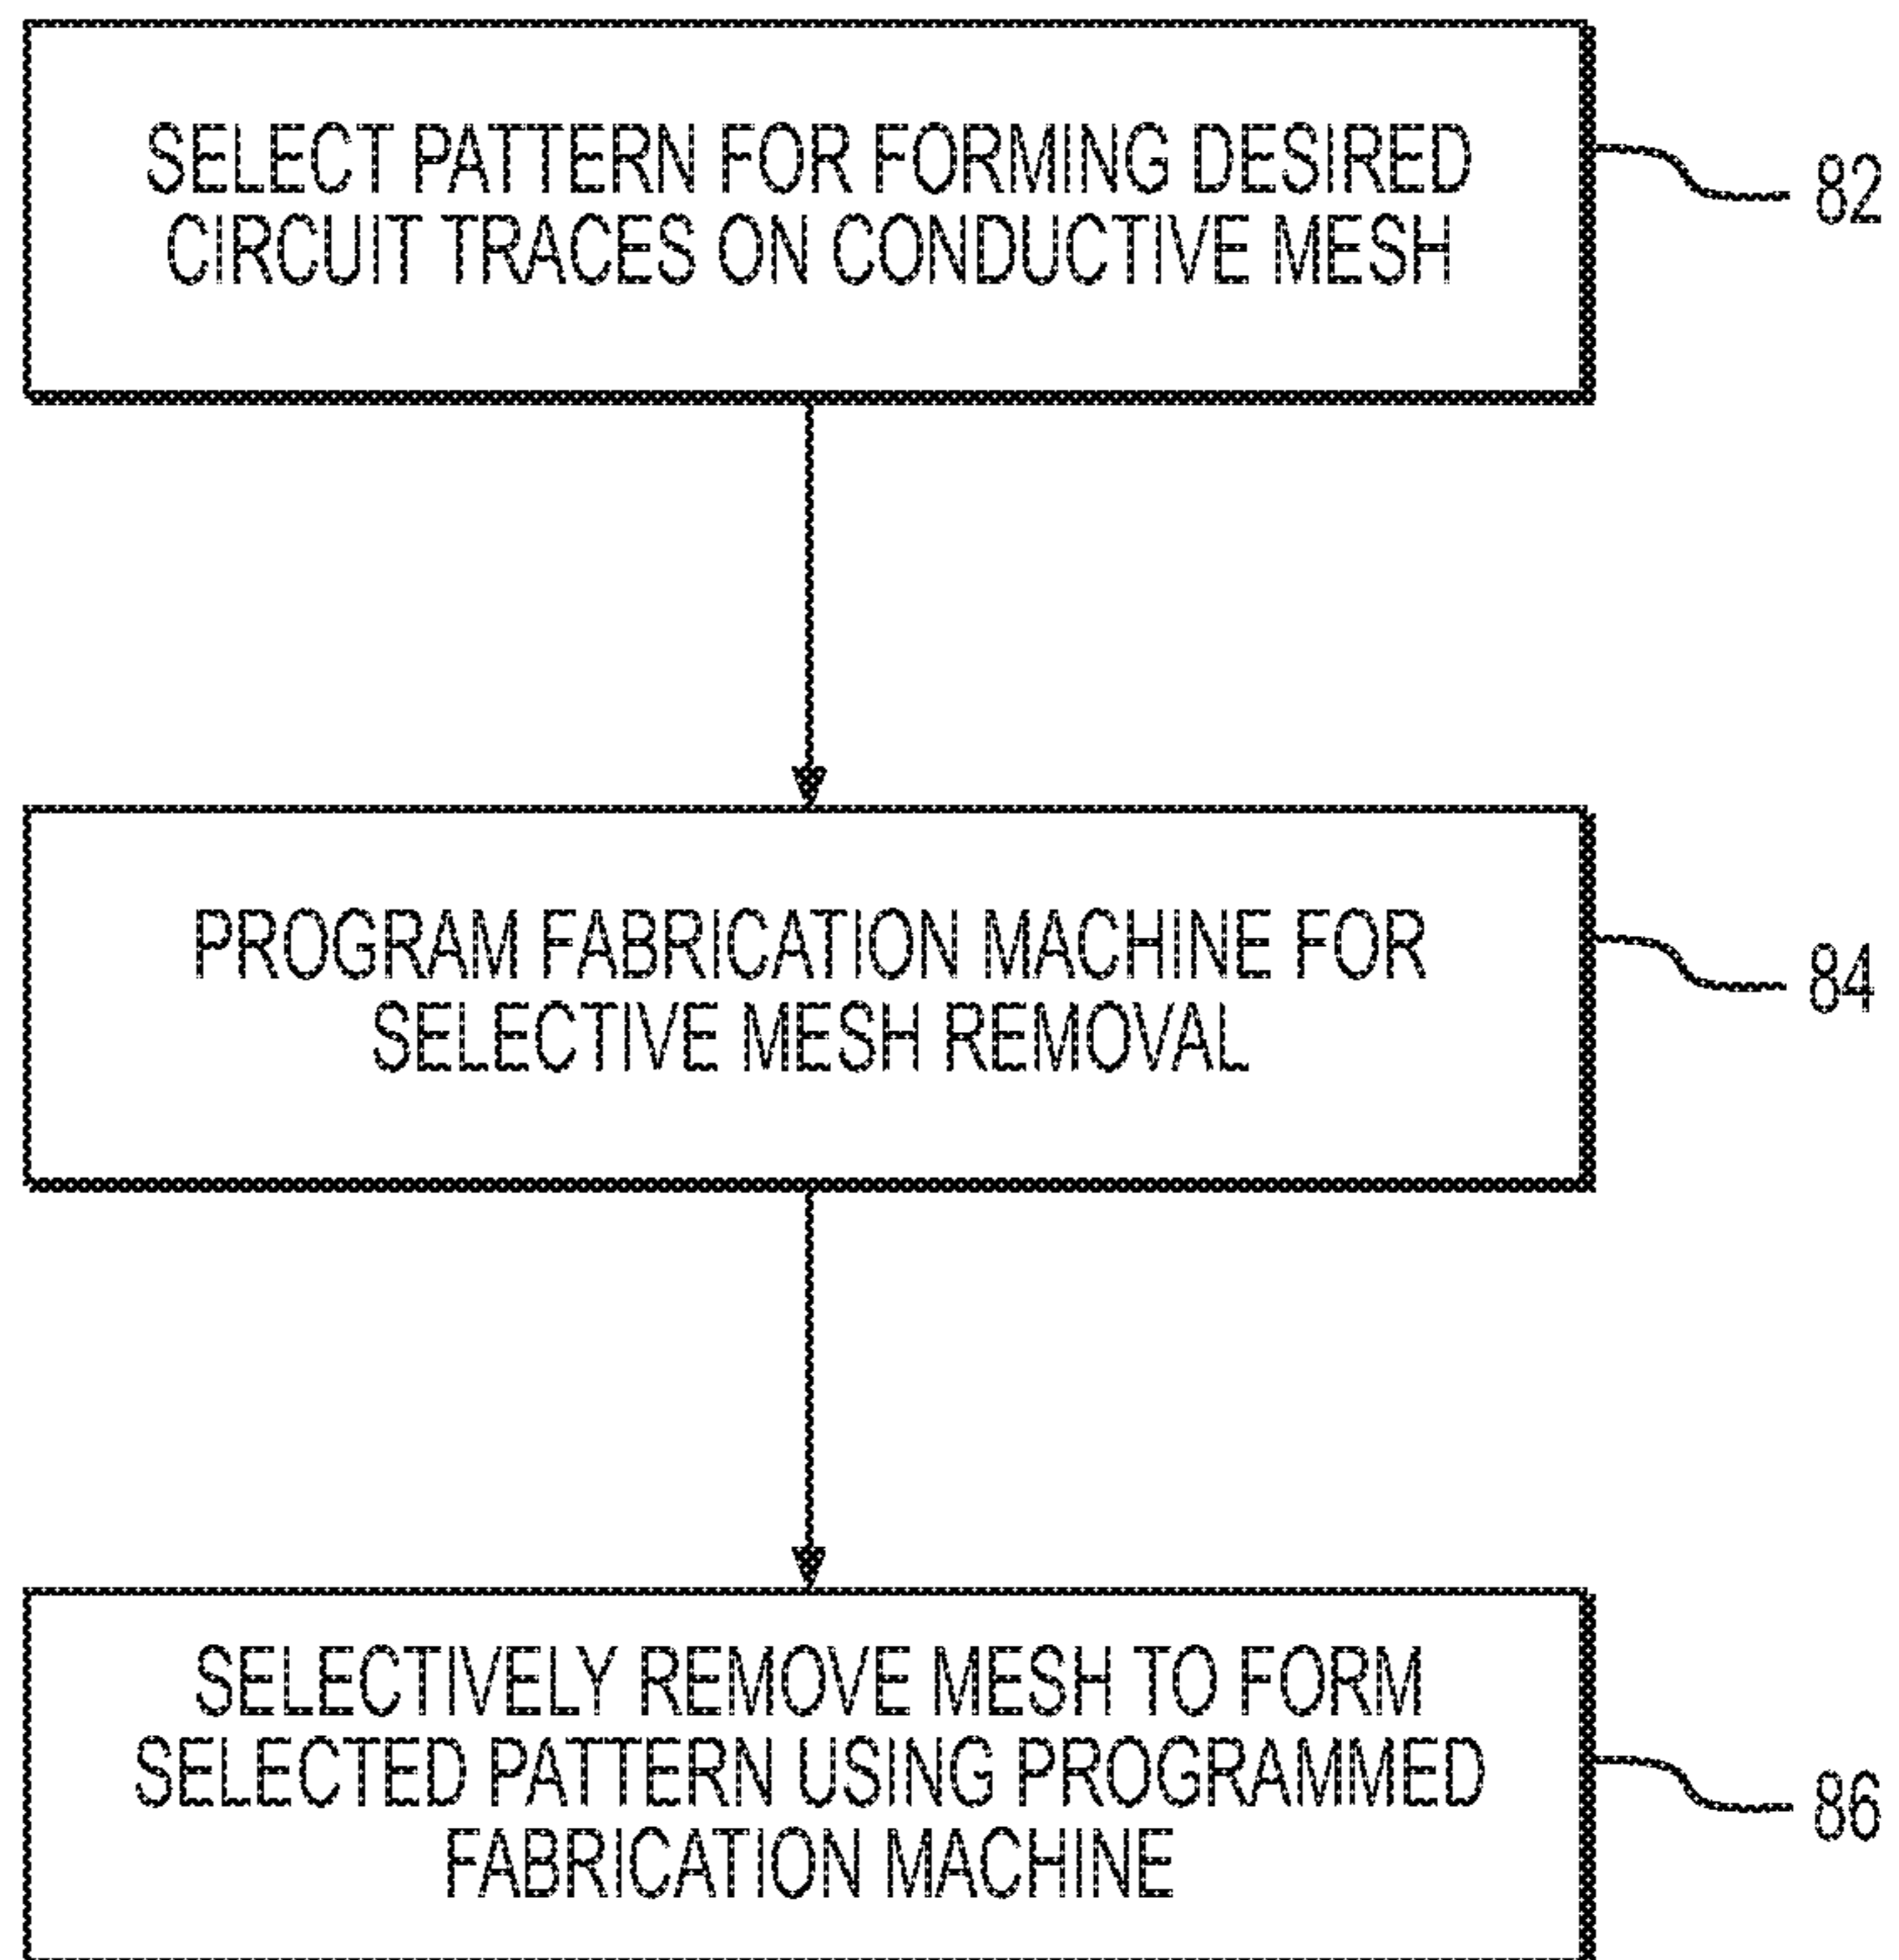 SELECT PATTERN FOR FORMING DESIRED
CIRCUIT TRACES ON CONDUCTIVE MESH
82
PROGRAM FABRICATION MACHINE FOR
SELECTIVE MESH REMOVAL
84
SELECTIVELY REMOVE MESH TO FORM
SELECTED PATTERN USING PROGRAMMED
FABRICATION MACHINE
86